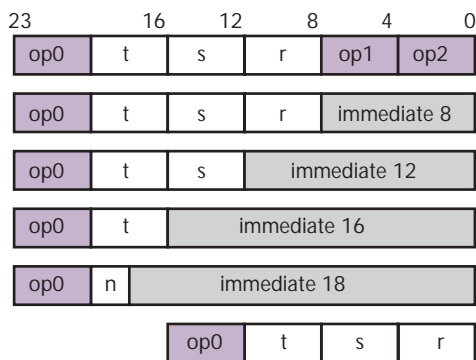 23 16 12 8 4 0
op0 t s r op1 op2
op0 t s r immediate 8
op0 t s immediate 12
op0 t immediate 16
op0 n immediate 18
op0 t s r